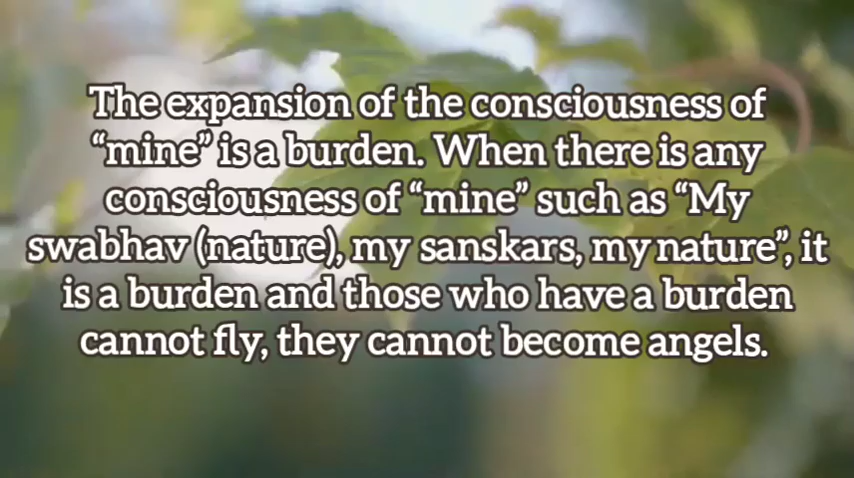 The expansion of the consciousness of
“mine” is a burden. When there is any
consciousness of “mine” such as “My
swabhav (nature), my sanskars, my nature”, it
is a burden and those who have a burden
cannot fly, they cannot become angels.